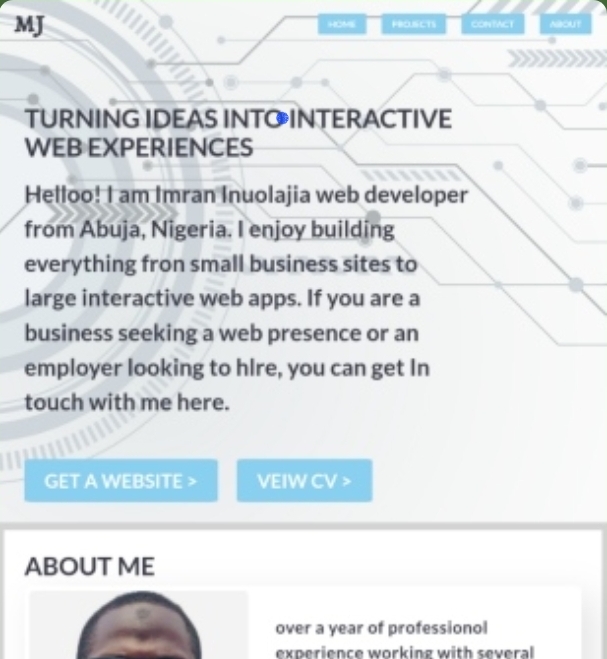 MJ
HOME PROJECTS CONTACT ABOUT
TURNING IDEAS INTO INTERACTIVE
WEB EXPERIENCES
Helloo! I am Imran Inuolajia web developer
from Abuja, Nigeria. I enjoy building
everything fron small business sites to
large interactive web apps. If you are a
business seeking a web presence or an
employer looking to hIre, you can get In
touch with me here.
GET A WEBSITE > VEIW CV >
ABOUT ME
over a year of professionol
experience working with several